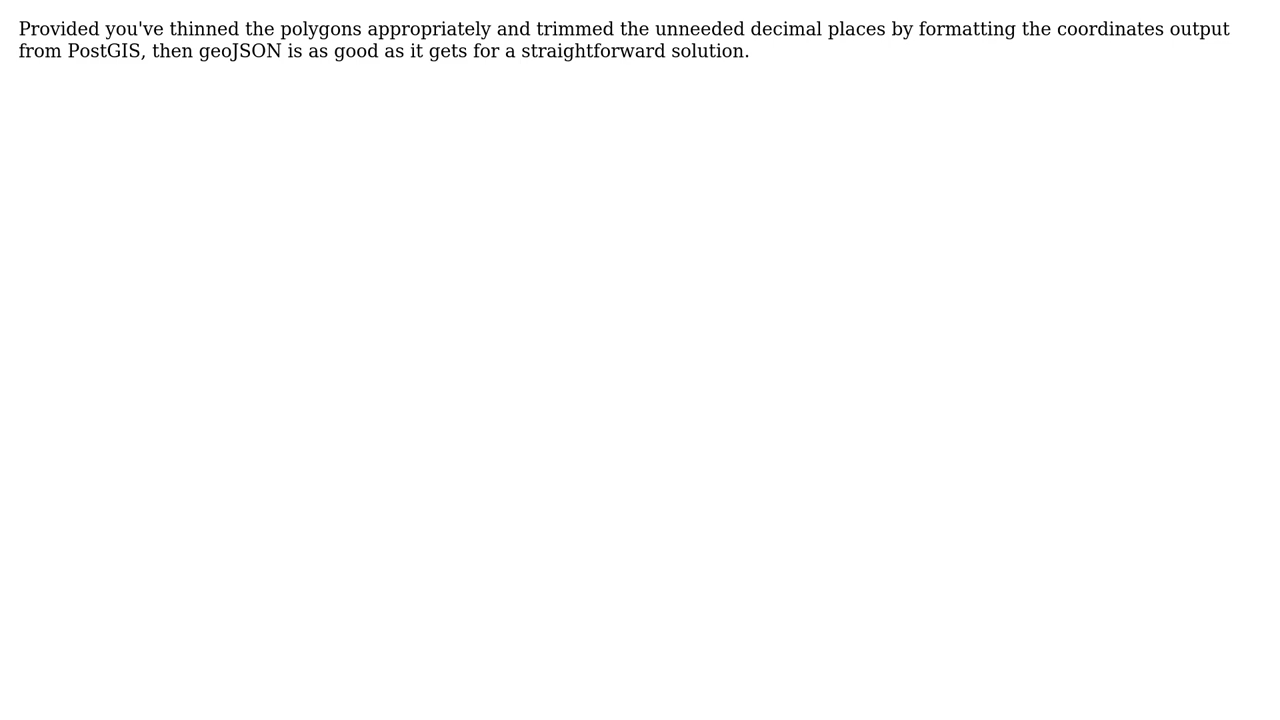 Provided you've thinned the polygons appropriately and trimmed the unneeded decimal places by formatting the coordinates output
from PostGIS, then geoJSON is as good as it gets for a straightforward solution.